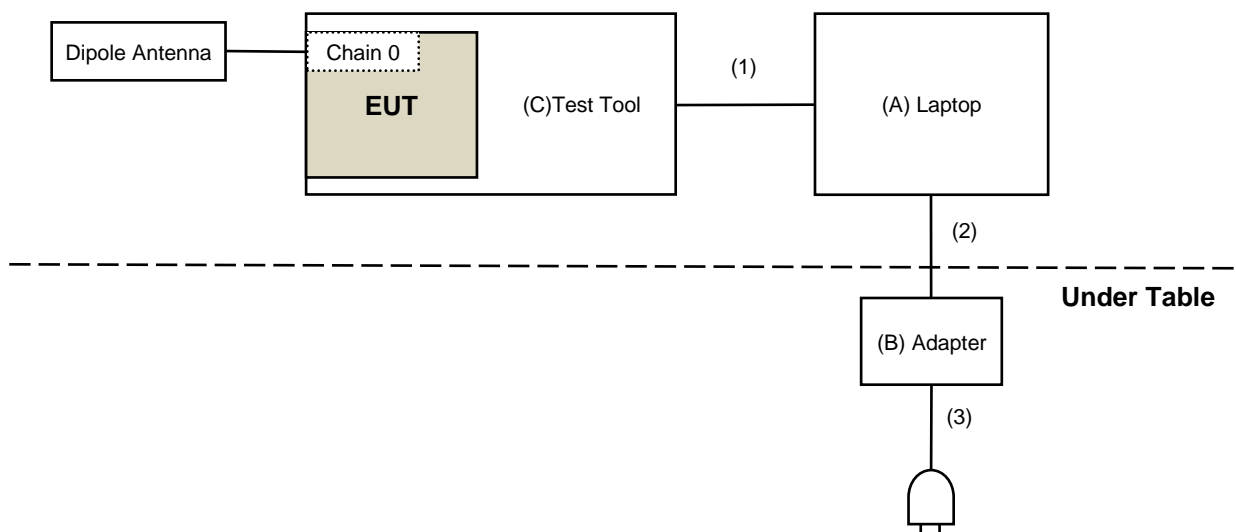 Dipole Antenna
Chain 0
EUT
(C)Test Tool
(1)
(A) Laptop
(2)
Under Table
(B) Adapter
(3)